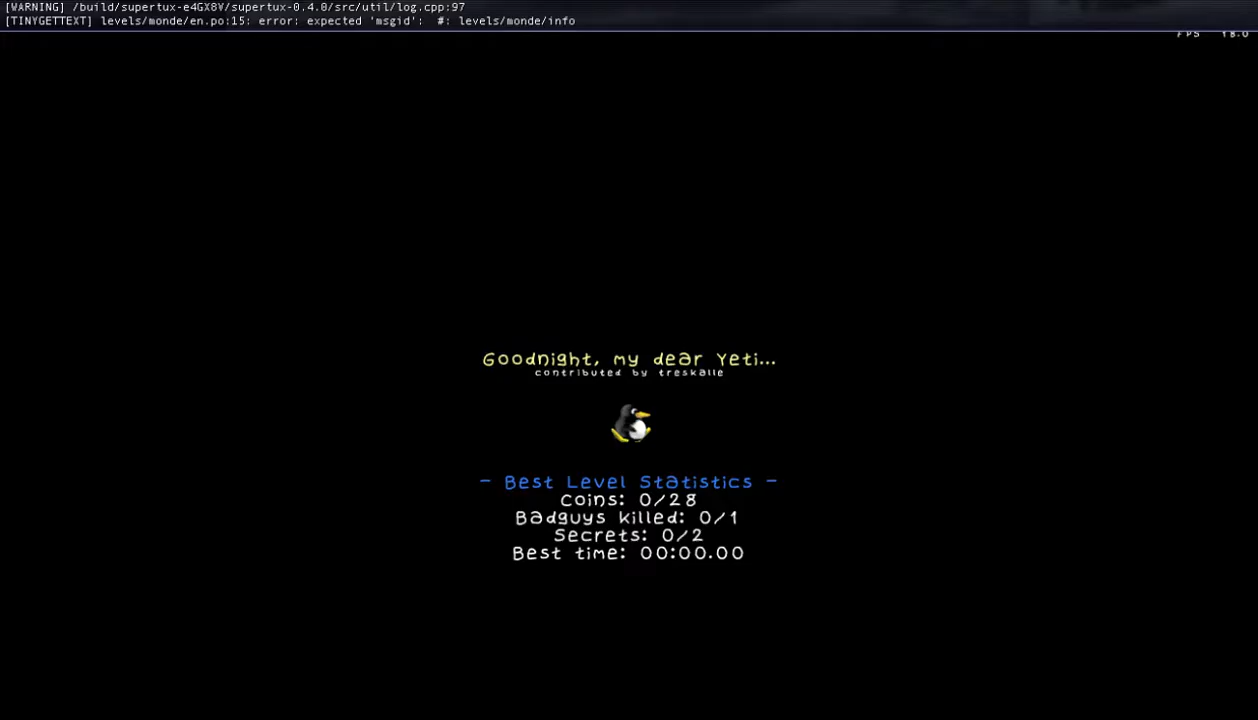 [WARNING] /build/supertux-e4GX8V/supertux-0.4.0/src/util/log.cpp:97
[TINYGETTEXT] levels/monde/en.po:15: error: expected 'msgid':  #: levels/monde/info
FPS
Goodnight, my dear Yeti...
contributed by treskalle
- Best Level Statistics -
Coins: 0/28
Badguys killed: 0/1
Secrets: 0/2
Best time: 00:00.00